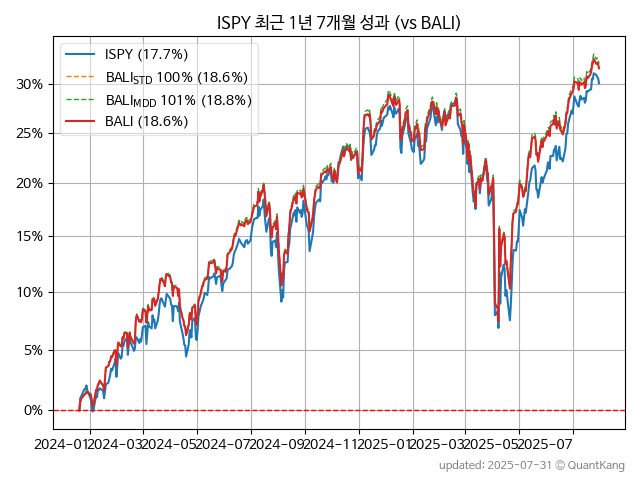 ISPY 최근 1년 7개월 성과 (vs BALI)
ISPY (17.7%)
BALISTD 100% (18.6%)
BALIMDD 101% (18.8%)
BALI (18.6%)
30%
25%
20%
15%
10%
5%
0%
2024-01 2024-03 2024-05 2024-07 2024-09 2024-11 2025-01 2025-03 2025-05 2025-07
updated: 2025-07-31 © QuantKang